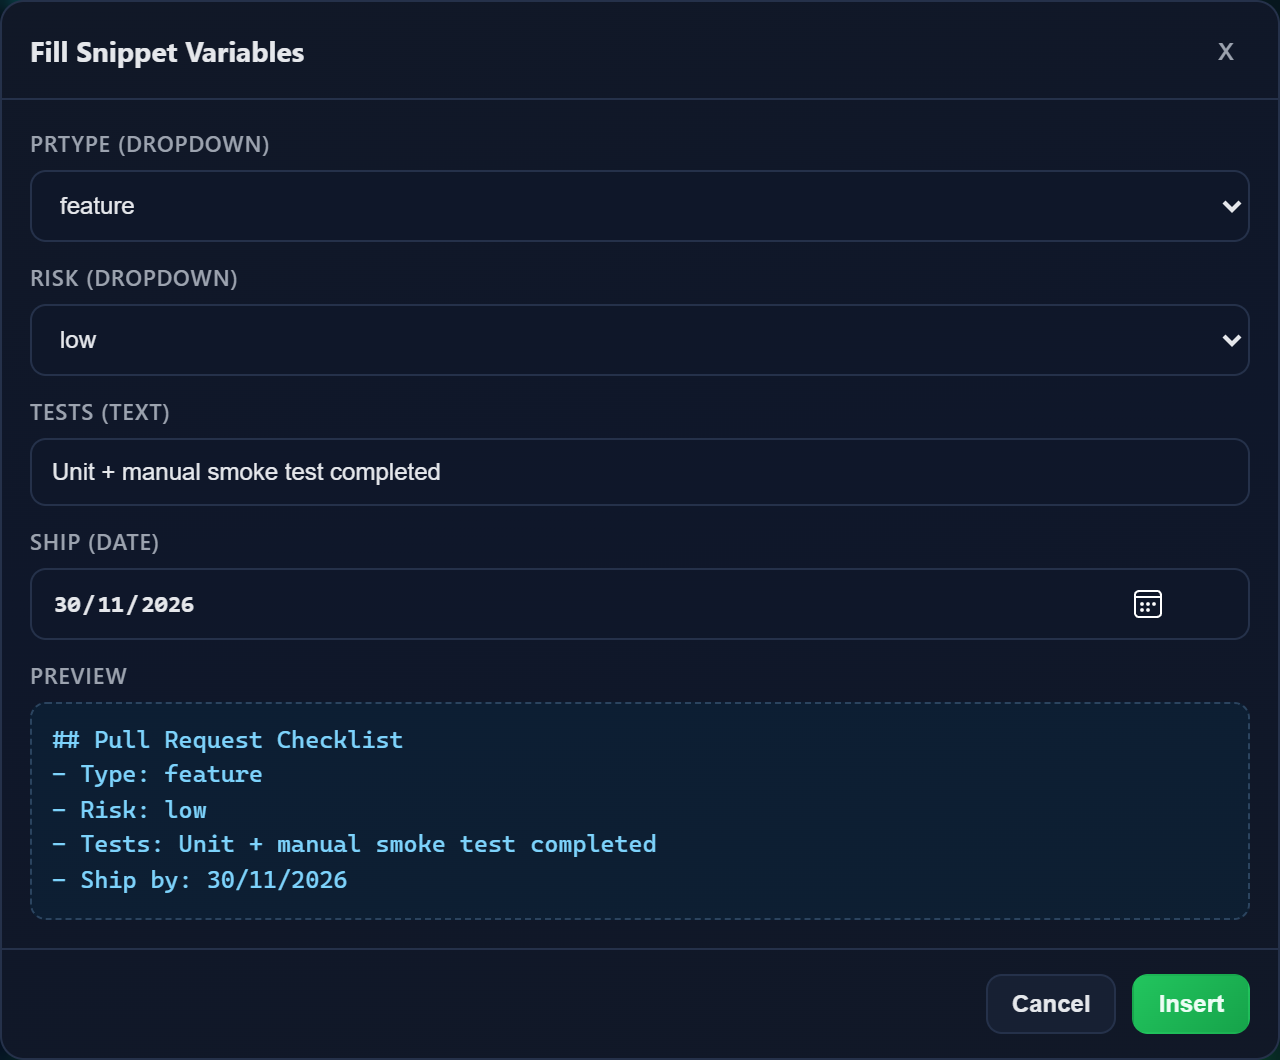 Fill Snippet Variables
X
PRTYPE (DROPDOWN)
feature
RISK (DROPDOWN)
low
TESTS (TEXT)
Unit + manual smoke test completed
SHIP (DATE)
30/11/2026
PREVIEW
## Pull Request Checklist
- Type: feature
- Risk: low
- Tests: Unit + manual smoke test completed
- Ship by: 30/11/2026
Cancel
Insert